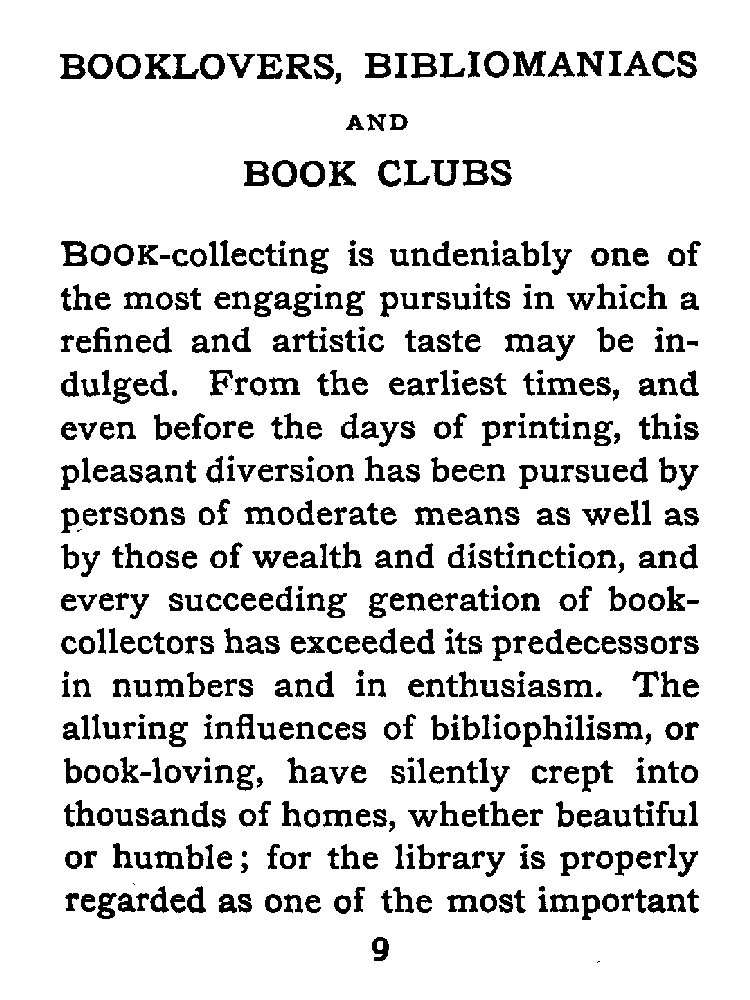 BOOKLOVERS, BIBLIOMANIACS
AND
BOOK CLUBS
BOOK-collecting is undeniably one of
the most engaging pursuits in which a
refined and artistic taste may be in-
dulged. From the earliest times, and
even before the days of printing, this
pleasant diversion has been pursued by
persons of moderate means as well as
by those of wealth and distinction, and
every succeeding generation of book-
collectors has exceeded its predecessors
in numbers and in enthusiasm. The
alluring influences of bibliophilism, or
book-loving, have silently crept into
thousands of homes, whether beautiful
or humble; for the library is properly
regarded as one of the most important
9